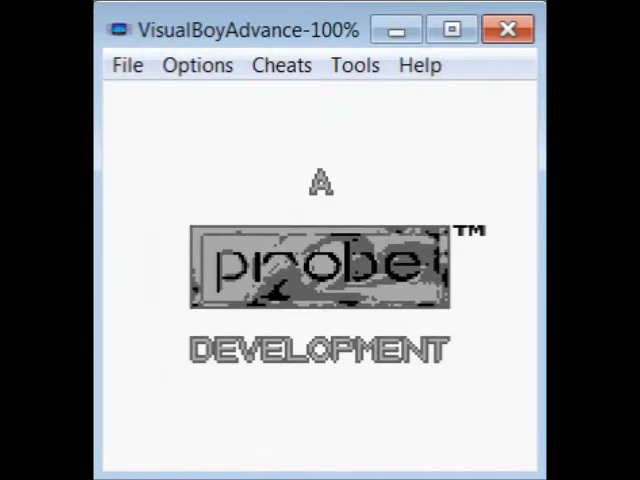 VisualBoyAdvance-100%
File Options Cheats Tools Help
A
probe ™
DEVELOPMENT